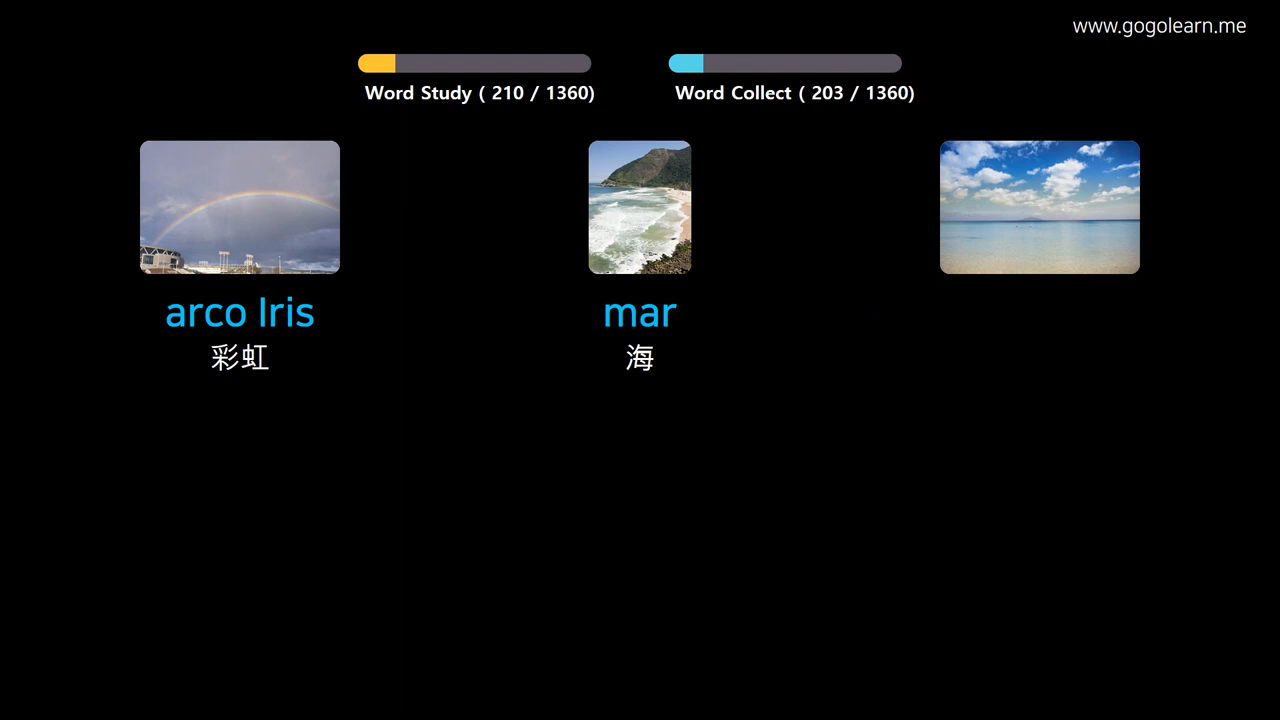 www.gogolearn.me
Word Study ( 210 / 1360)
Word Collect ( 203 / 1360)
arco Iris
彩虹
mar
海